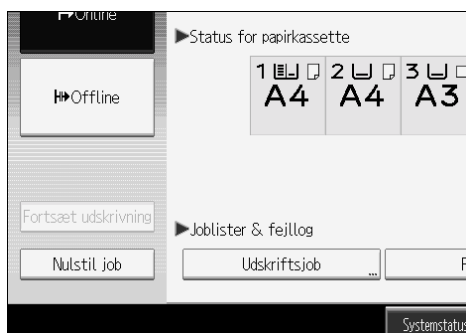 Online
▶Status for papirkassette
1 2 3
A4 A4 A3
Offline
Fortsæt udskrivning
▶Joblister & fejllog
Nulstil job
Udskriftsjob ...
F
Systemstatus